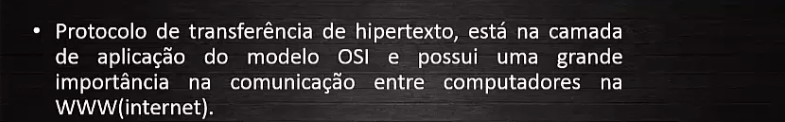 • Protocolo de transferência de hipertexto, está na camada
de aplicação do modelo OSI e possui uma grande
importância na comunicação entre computadores na
WWW(internet).